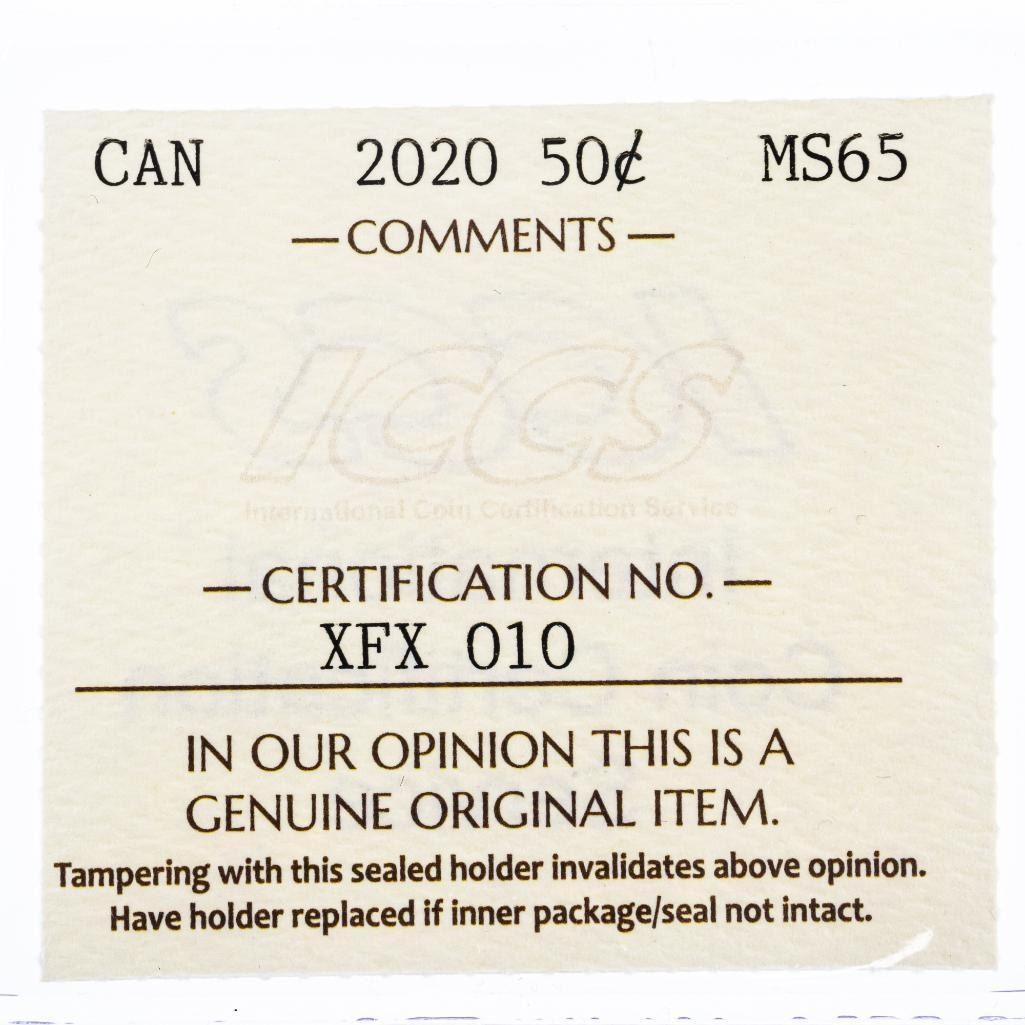 CAN 2020 50¢ MS65
—COMMENTS—
ICCS
International Coin Certification Service
—CERTIFICATION NO.—
XFX 010
IN OUR OPINION THIS IS A
GENUINE ORIGINAL ITEM.
Tampering with this sealed holder invalidates above opinion.
Have holder replaced if inner package/seal not intact.